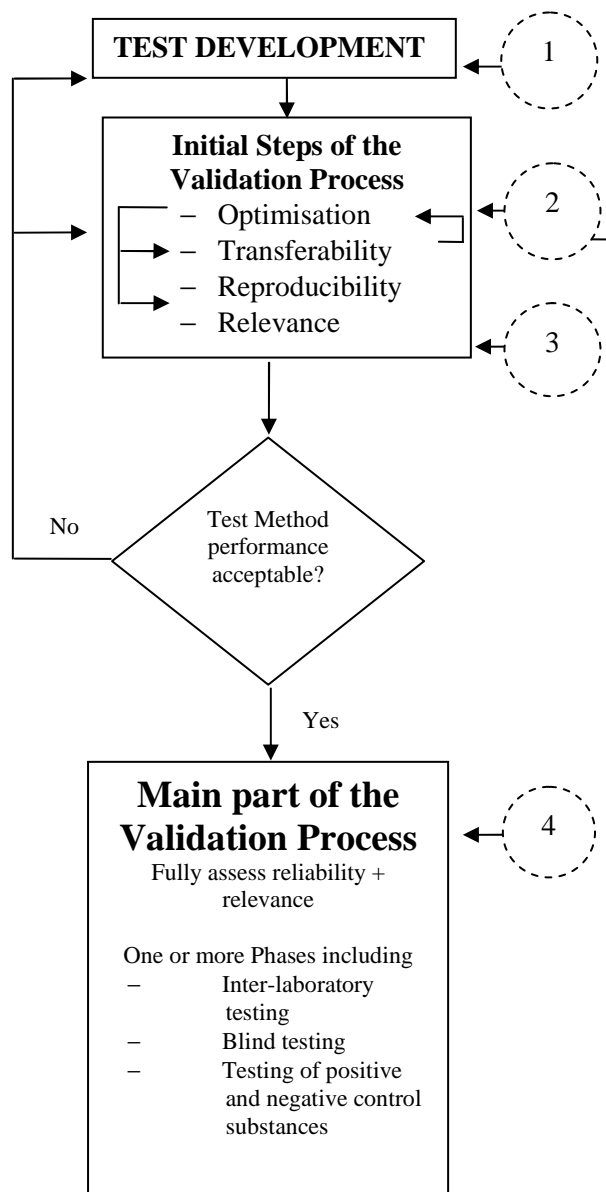 TEST DEVELOPMENT
1
Initial Steps of the
Validation Process
– Optimisation
– Transferability
– Reproducibility
– Relevance
2
3
No
Test Method
performance
acceptable?
Yes
Main part of the
Validation Process
Fully assess reliability +
relevance
One or more Phases including
– Inter-laboratory
testing
– Blind testing
– Testing of positive
and negative control
substances
4